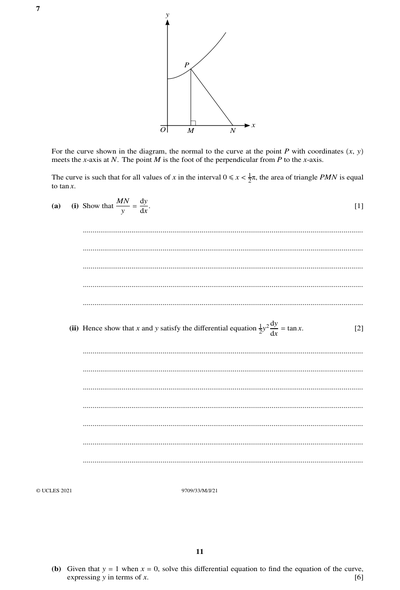 7
y
P
O M N x
For the curve shown in the diagram, the normal to the curve at the point P with coordinates (x, y)
meets the x-axis at N. The point M is the foot of the perpendicular from P to the x-axis.
The curve is such that for all values of x in the interval 0 ⩽ x < ½π, the area of triangle PMN is equal
to tan x.
(a) (i) Show that MN/y = dy/dx. [1]
(ii) Hence show that x and y satisfy the differential equation ½y² dy/dx = tan x. [2]
© UCLES 2021 9709/33/M/J/21
11
(b) Given that y = 1 when x = 0, solve this differential equation to find the equation of the curve,
expressing y in terms of x. [6]